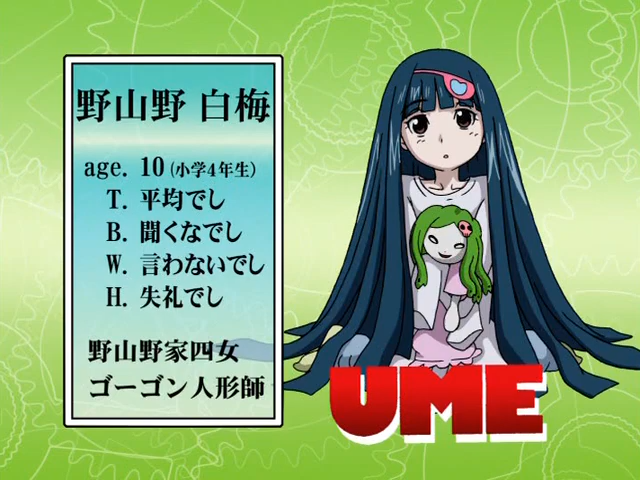 野山野 白梅
age. 10 (小学4年生)
T. 平均でし
B. 聞くなでし
W. 言わないでし
H. 失礼でし
野山野家四女
ゴーゴン人形師
UME